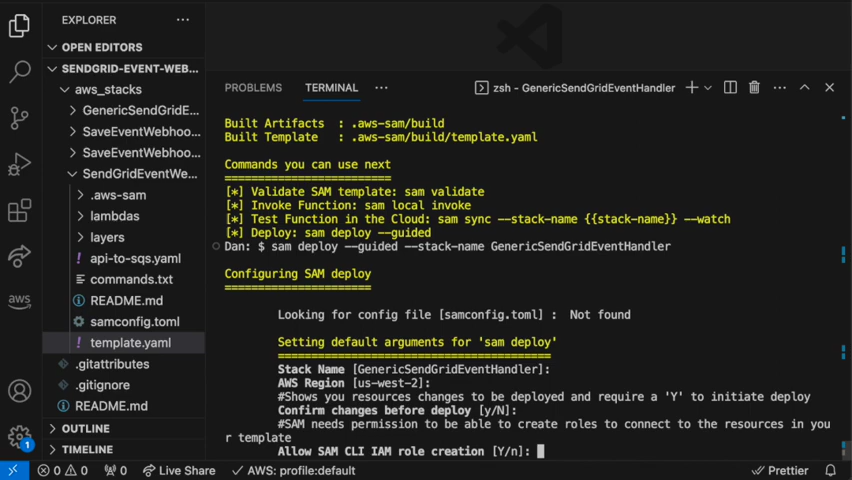 EXPLORER
OPEN EDITORS
SENDGRID-EVENT-WEB...
aws_stacks
GenericSendGridE...
SaveEventWebhoo...
SaveEventWebhoo...
SendGridEventWe...
.aws-sam
lambdas
layers
! api-to-sqs.yaml
commands.txt
README.md
samconfig.toml
! template.yaml
.gitattributes
.gitignore
README.md
OUTLINE
TIMELINE
aws
1
PROBLEMS TERMINAL ··· zsh - GenericSendGridEventHandler
Built Artifacts : .aws-sam/build
Built Template : .aws-sam/build/template.yaml
Commands you can use next
=========================
[*] Validate SAM template: sam validate
[*] Invoke Function: sam local invoke
[*] Test Function in the Cloud: sam sync --stack-name {{stack-name}} --watch
[*] Deploy: sam deploy --guided
Dan: $ sam deploy --guided --stack-name GenericSendGridEventHandler
Configuring SAM deploy
======================
Looking for config file [samconfig.toml] : Not found
Setting default arguments for 'sam deploy'
=========================================
Stack Name [GenericSendGridEventHandler]:
AWS Region [us-west-2]:
#Shows you resources changes to be deployed and require a 'Y' to initiate deploy
Confirm changes before deploy [y/N]:
#SAM needs permission to be able to create roles to connect to the resources in you
r template
Allow SAM CLI IAM role creation [Y/n]:
0 0 0 Live Share AWS: profile:default Prettier